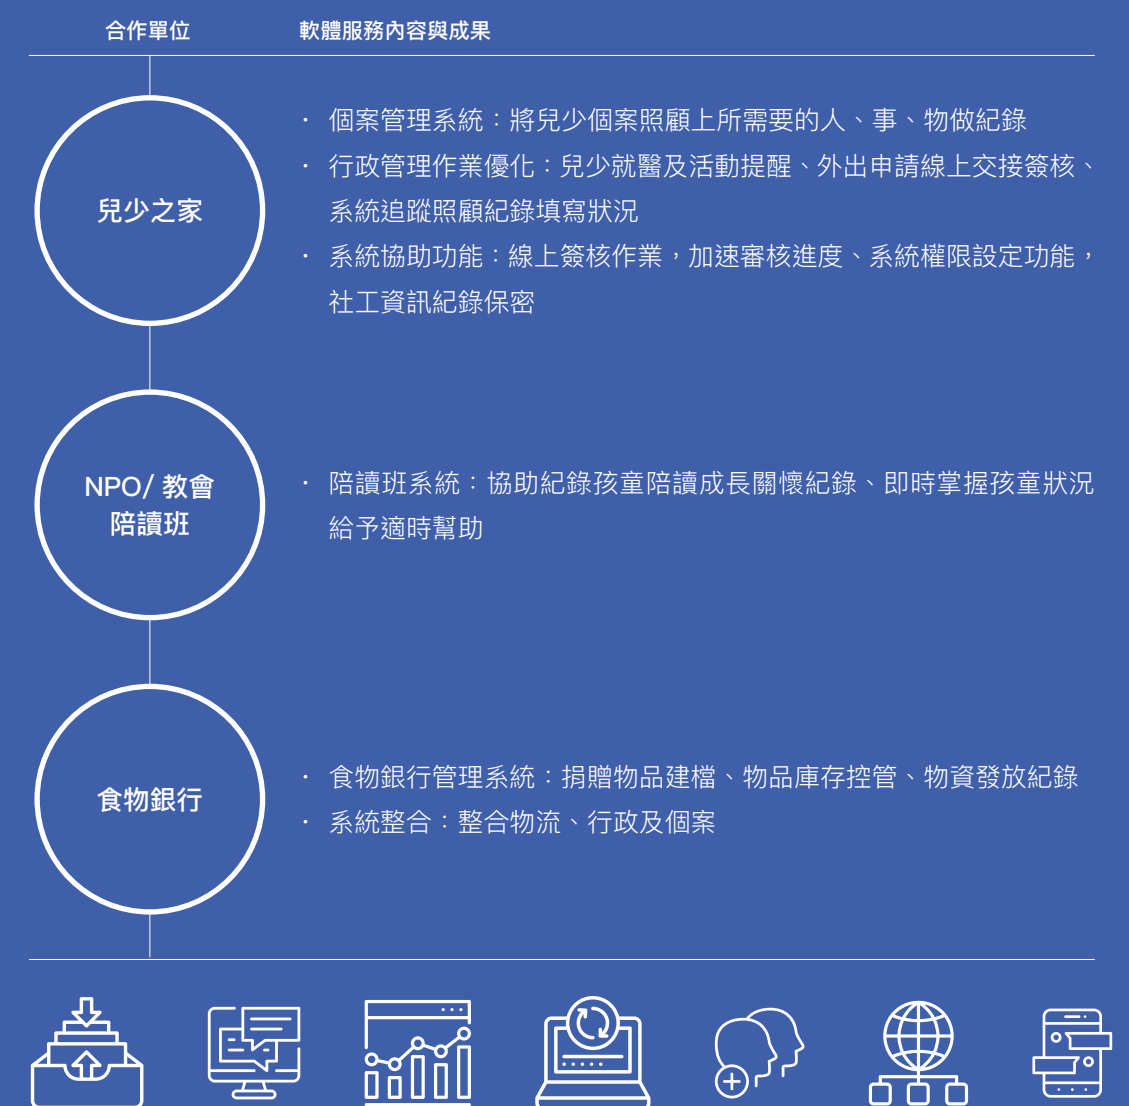 合作單位 軟體服務內容與成果
兒少之家
· 個案管理系統：將兒少個案照顧上所需要的人、事、物做紀錄
· 行政管理作業優化：兒少就醫及活動提醒、外出申請線上交接簽核、
系統追蹤照顧紀錄填寫狀況
· 系統協助功能：線上簽核作業，加速審核進度、系統權限設定功能，
社工資訊紀錄保密
NPO/ 教會
陪讀班
· 陪讀班系統：協助紀錄孩童陪讀成長關懷紀錄、即時掌握孩童狀況
給予適時幫助
食物銀行
· 食物銀行管理系統：捐贈物品建檔、物品庫存控管、物資發放紀錄
· 系統整合：整合物流、行政及個案